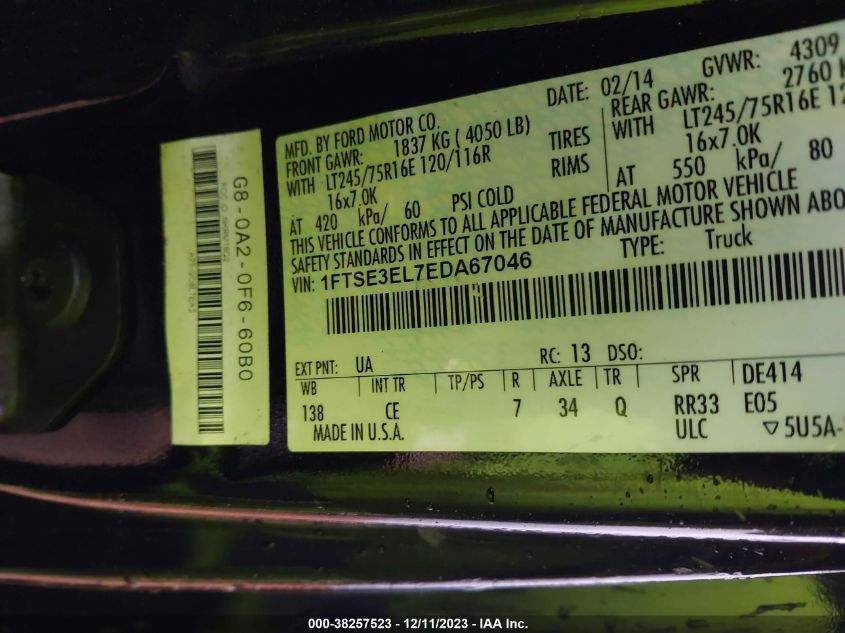 DATE: 02/14 GVWR: 4309
MFD. BY FORD MOTOR CO.
FRONT GAWR: 1837 KG ( 4050 LB)
REAR GAWR: 2760 K
WITH LT245/75R16E 120/116R TIRES
WITH LT245/75R16E 12
16x7.0K RIMS
16x7.0K
AT 420 kPa/ 60 PSI COLD
AT 550 kPa/ 80
THIS VEHICLE CONFORMS TO ALL APPLICABLE FEDERAL MOTOR VEHICLE
SAFETY STANDARDS IN EFFECT ON THE DATE OF MANUFACTURE SHOWN ABO
VIN: 1FTSE3EL7EDA67046
TYPE: Truck
EXT PNT: UA RC: 13 DSO:
WB INT TR TP/PS R AXLE TR SPR DE414
138 CE 7 34 Q RR33 E05
MADE IN U.S.A. ULC 5U5A-
G8-0A2-0F6-60B0
000-38257523 - 12/11/2023 - IAA Inc.